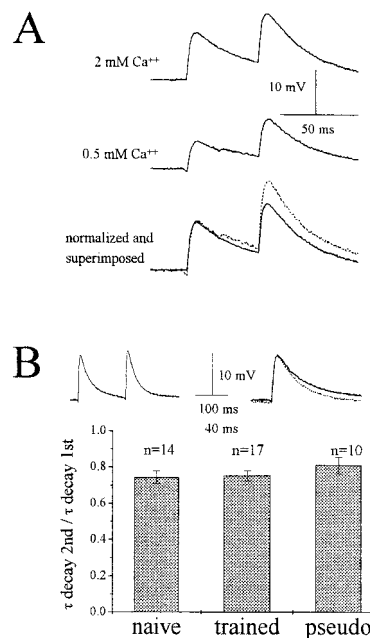 A
2 mM Ca++
10 mV
50 ms
0.5 mM Ca++
normalized and
superimposed
B
10 mV
100 ms
40 ms
τ decay 2nd / τ decay 1st
1.0
0.8
0.6
0.4
0.2
0.0
n=14
n=17
n=10
naive
trained
pseudo